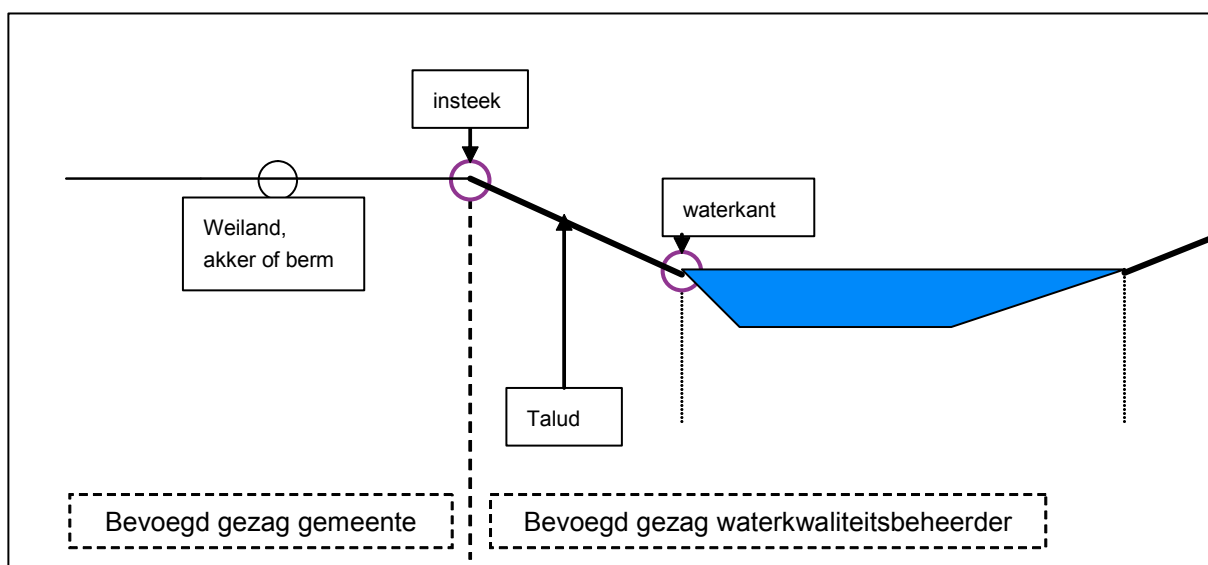 insteek
waterkant
Weiland,
akker of berm
Talud
Bevoegd gezag gemeente
Bevoegd gezag waterkwaliteitsbeheerder